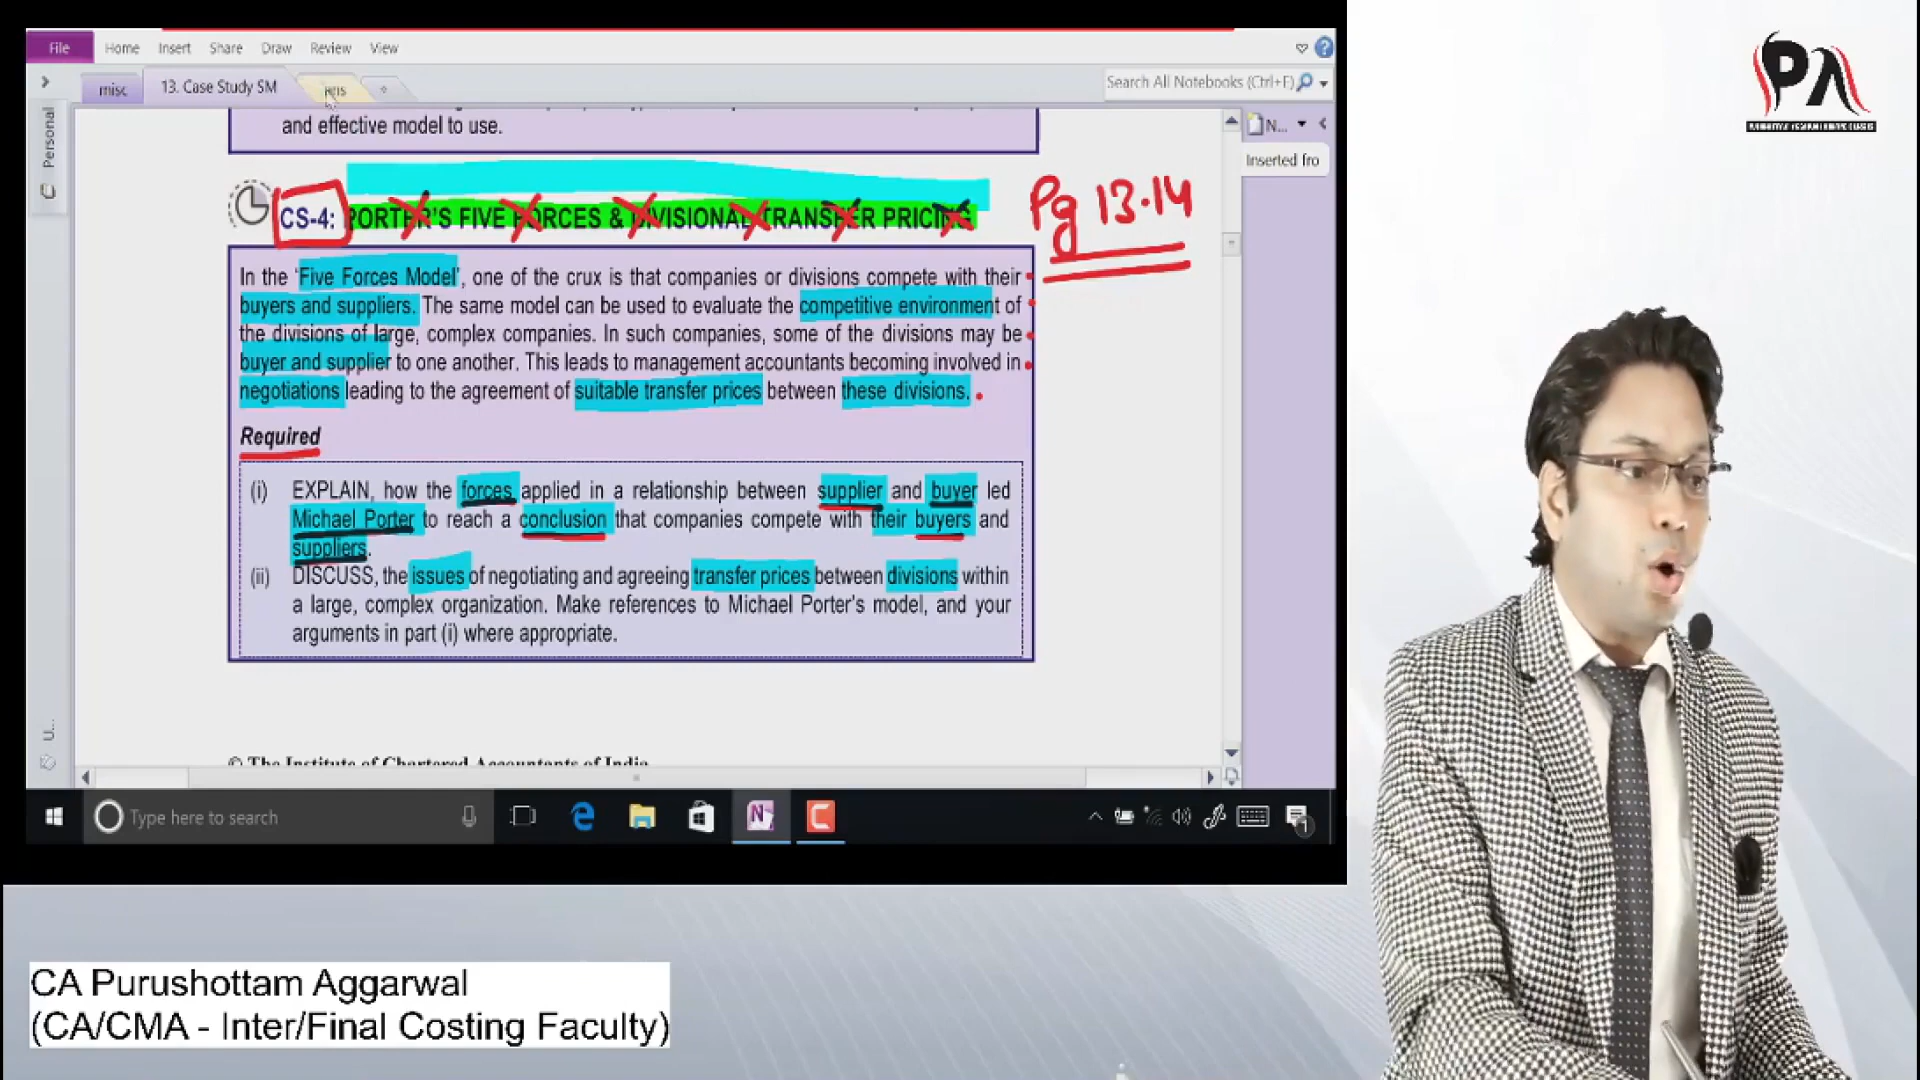 File Home Insert Share Draw Review View
misc 13. Case Study SM ans
Search All Notebooks (Ctrl+E)
Personal
N...
Inserted fro
and effective model to use.
CS-4: PORTER'S FIVE FORCES & DIVISIONAL TRANSFER PRICING
Pg 13.14
In the 'Five Forces Model', one of the crux is that companies or divisions compete with their
buyers and suppliers. The same model can be used to evaluate the competitive environment of
the divisions of large, complex companies. In such companies, some of the divisions may be
buyer and supplier to one another. This leads to management accountants becoming involved in
negotiations leading to the agreement of suitable transfer prices between these divisions.
Required
(i) EXPLAIN, how the forces applied in a relationship between supplier and buyer led
Michael Porter to reach a conclusion that companies compete with their buyers and
suppliers.
(ii) DISCUSS, the issues of negotiating and agreeing transfer prices between divisions within
a large, complex organization. Make references to Michael Porter's model, and your
arguments in part (i) where appropriate.
U...
© The Institute of Chartered Accountants of India
Type here to search
1
PA
CA Purushottam Aggarwal
(CA/CMA - Inter/Final Costing Faculty)